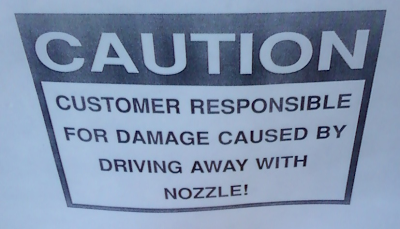 CAUTION
CUSTOMER RESPONSIBLE
FOR DAMAGE CAUSED BY
DRIVING AWAY WITH
NOZZLE!